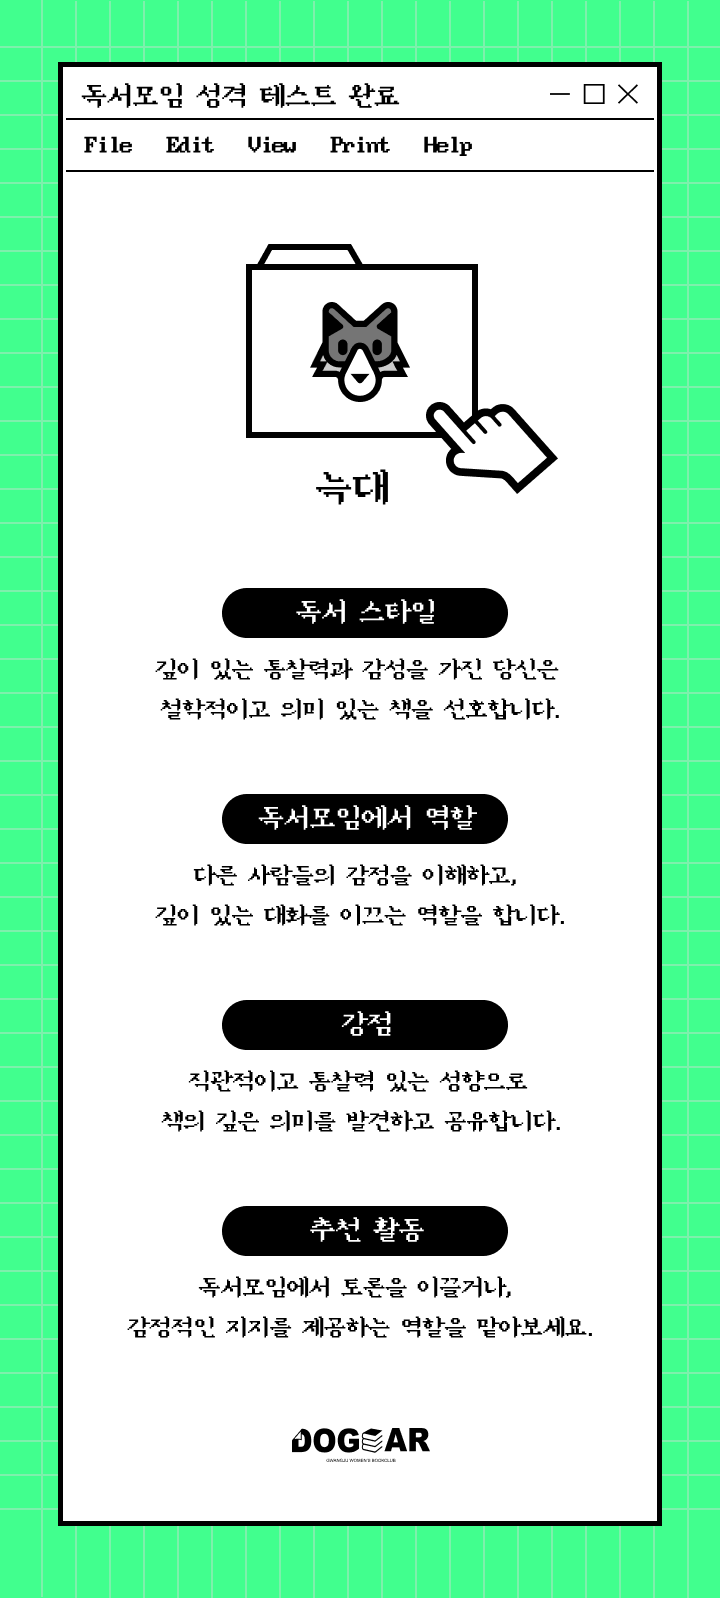 독서모임 성격 테스트 완료
File Edit View Print Help
늑대
독서 스타일
깊이 있는 통찰력과 감성을 가진 당신은
철학적이고 의미 있는 책을 선호합니다.
독서모임에서 역할
다른 사람들의 감정을 이해하고,
깊이 있는 대화를 이끄는 역할을 합니다.
강점
직관적이고 통찰력 있는 성향으로
책의 깊은 의미를 발견하고 공유합니다.
추천 활동
독서모임에서 토론을 이끌거나,
감정적인 지지를 제공하는 역할을 맡아보세요.
DOGEAR
GWANGJU WOMEN'S BOOKCLUB